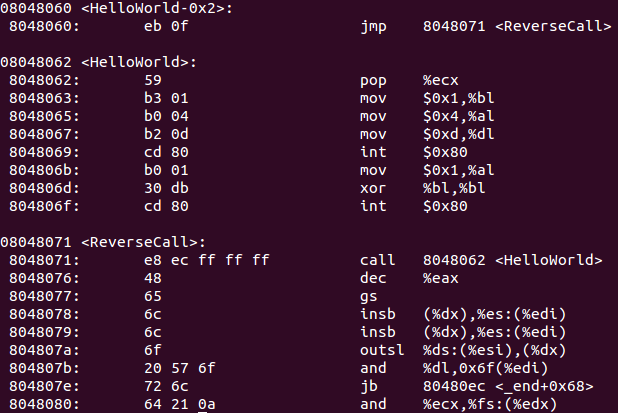 08048060 <HelloWorld-0x2>:
8048060: eb 0f jmp 8048071 <ReverseCall>
08048062 <HelloWorld>:
8048062: 59 pop %ecx
8048063: b3 01 mov $0x1,%bl
8048065: b0 04 mov $0x4,%al
8048067: b2 0d mov $0xd,%dl
8048069: cd 80 int $0x80
804806b: b0 01 mov $0x1,%al
804806d: 30 db xor %bl,%bl
804806f: cd 80 int $0x80
08048071 <ReverseCall>:
8048071: e8 ec ff ff ff call 8048062 <HelloWorld>
8048076: 48 dec %eax
8048077: 65 gs
8048078: 6c insb (%dx),%es:(%edi)
8048079: 6c insb (%dx),%es:(%edi)
804807a: 6f outsl %ds:(%esi),(%dx)
804807b: 20 57 6f and %dl,0x6f(%edi)
804807e: 72 6c jb 80480ec <_end+0x68>
8048080: 64 21 0a and %ecx,%fs:(%edx)